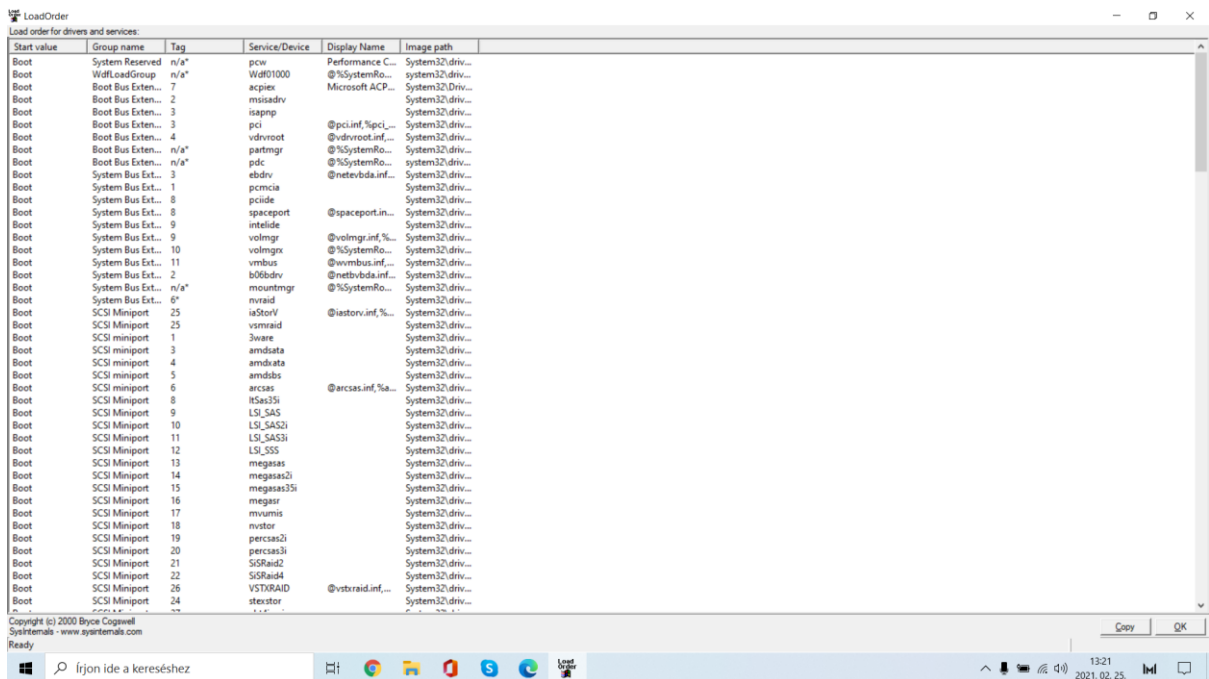 LoadOrder
Load order for drivers and services:
Start value Group name Tag Service/Device Display Name Image path
Boot System Reserved n/a* pcw Performance C... System32\driv...
Boot WdfLoadGroup n/a* Wdf01000 @%SystemRo... system32\driv...
Boot Boot Bus Exten... 7 acpiex Microsoft ACP... System32\Driv...
Boot Boot Bus Exten... 2 msisadrv System32\driv...
Boot Boot Bus Exten... 3 isapnp System32\driv...
Boot Boot Bus Exten... 3 pci @pci.inf,%pci_... System32\driv...
Boot Boot Bus Exten... 4 vdrvroot @vdrvroot.inf,... System32\driv...
Boot Boot Bus Exten... n/a* partmgr @%SystemRo... System32\driv...
Boot Boot Bus Exten... n/a* pdc @%SystemRo... system32\driv...
Boot System Bus Ext... 3 ebdrv @netevbda.inf... System32\driv...
Boot System Bus Ext... 1 pcmcia System32\driv...
Boot System Bus Ext... 8 pciide System32\driv...
Boot System Bus Ext... 8 spaceport @spaceport.in... System32\driv...
Boot System Bus Ext... 9 intelide System32\driv...
Boot System Bus Ext... 9 volmgr @volmgr.inf,%... System32\driv...
Boot System Bus Ext... 10 volmgrx @%SystemRo... System32\driv...
Boot System Bus Ext... 11 vmbus @wvmbus.inf,... System32\driv...
Boot System Bus Ext... 2 b06bdrv @netbvbda.inf... System32\driv...
Boot System Bus Ext... n/a* mountmgr @%SystemRo... System32\driv...
Boot System Bus Ext... 6* nvraid System32\driv...
Boot SCSI Miniport 25 iaStorV @iastorv.inf,%... System32\driv...
Boot SCSI Miniport 25 vsmraid System32\driv...
Boot SCSI miniport 1 3ware System32\driv...
Boot SCSI miniport 3 amdsata System32\driv...
Boot SCSI miniport 4 amdxata System32\driv...
Boot SCSI miniport 5 amdsbs System32\driv...
Boot SCSI miniport 6 arcsas @arcsas.inf,%a... System32\driv...
Boot SCSI Miniport 8 ItSas35i System32\driv...
Boot SCSI Miniport 9 LSI_SAS System32\driv...
Boot SCSI Miniport 10 LSI_SAS2i System32\driv...
Boot SCSI Miniport 11 LSI_SAS3i System32\driv...
Boot SCSI Miniport 12 LSI_SSS System32\driv...
Boot SCSI Miniport 13 megasas System32\driv...
Boot SCSI Miniport 14 megasas2i System32\driv...
Boot SCSI Miniport 15 megasas35i System32\driv...
Boot SCSI Miniport 16 megasr System32\driv...
Boot SCSI Miniport 17 mvumis System32\driv...
Boot SCSI Miniport 18 nvstor System32\driv...
Boot SCSI Miniport 19 percsas2i System32\driv...
Boot SCSI Miniport 20 percsas3i System32\driv...
Boot SCSI Miniport 21 SiSRaid2 System32\driv...
Boot SCSI Miniport 22 SiSRaid4 System32\driv...
Boot SCSI Miniport 26 VSTXRAID @vstxraid.inf,... System32\driv...
Boot SCSI Miniport 24 stexstor System32\driv...
Copyright (c) 2000 Bryce Cogswell
SysInternals - www.sysinternals.com
Copy OK
Ready
Írjon ide a kereséshez
Load Order
13:21
2021. 02. 25.